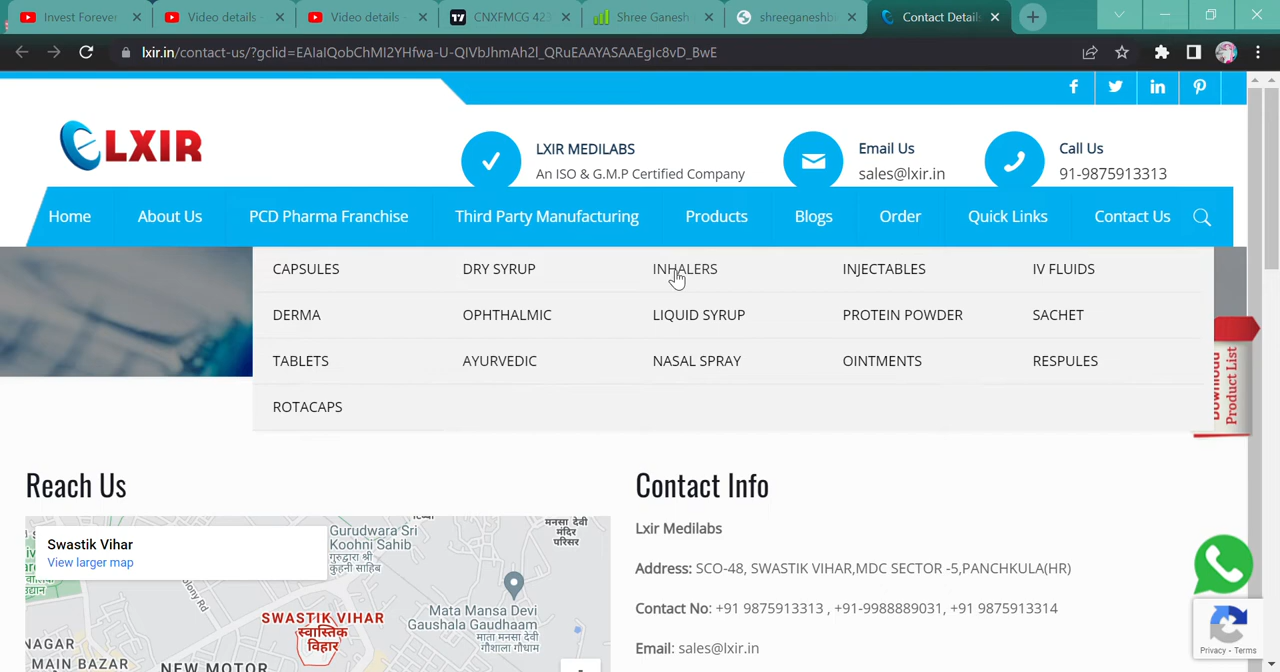 Invest Forever
Video details
Video details
CNXFMCG 423
Shree Ganesh
shreeganeshb
Contact Details
lxir.in/contact-us/?gclid=EAIaIQobChMI2YHfwa-U-QIVbJhmAh2l_QRuEAAYASAAEgIc8vD_BwE
LXIR
LXIR MEDILABS
An ISO & G.M.P Certified Company
Email Us
sales@lxir.in
Call Us
91-9875913313
Home About Us PCD Pharma Franchise Third Party Manufacturing Products Blogs Order Quick Links Contact Us
CAPSULES DRY SYRUP INHALERS INJECTABLES IV FLUIDS
DERMA OPHTHALMIC LIQUID SYRUP PROTEIN POWDER SACHET
TABLETS AYURVEDIC NASAL SPRAY OINTMENTS RESPULES
ROTACAPS
Download
Product List
Reach Us
Swastik Vihar
View larger map
Gurudwara Sri
Koohni Sahib
गुरुद्वारा श्री
कुहनी साहिब
मनसा देवी
मंदिर
परिसर
SWASTIK VIHAR
स्वास्तिक
विहार
Mata Mansa Devi
Gaushala Gaudhaam
माता मनसा देवी
गौशाला गौधाम
NAGAR
MAIN BAZAR
NEW MOTOR
Contact Info
Lxir Medilabs
Address: SCO-48, SWASTIK VIHAR,MDC SECTOR -5,PANCHKULA(HR)
Contact No: +91 9875913313 , +91-9988889031, +91 9875913314
Email: sales@lxir.in
Privacy - Terms